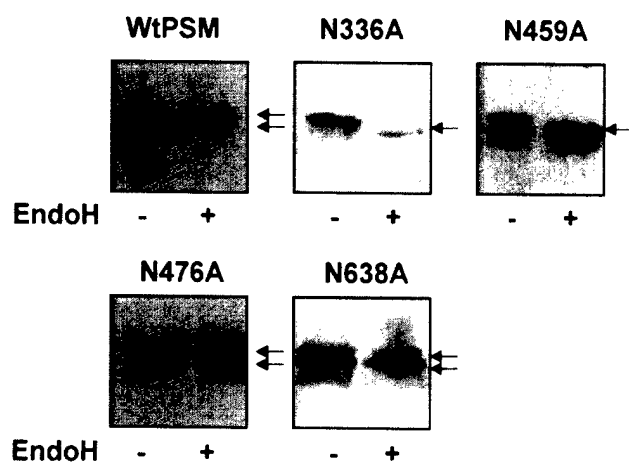 WtPSM N336A N459A
EndoH - + - + - +
N476A N638A
EndoH - + - +